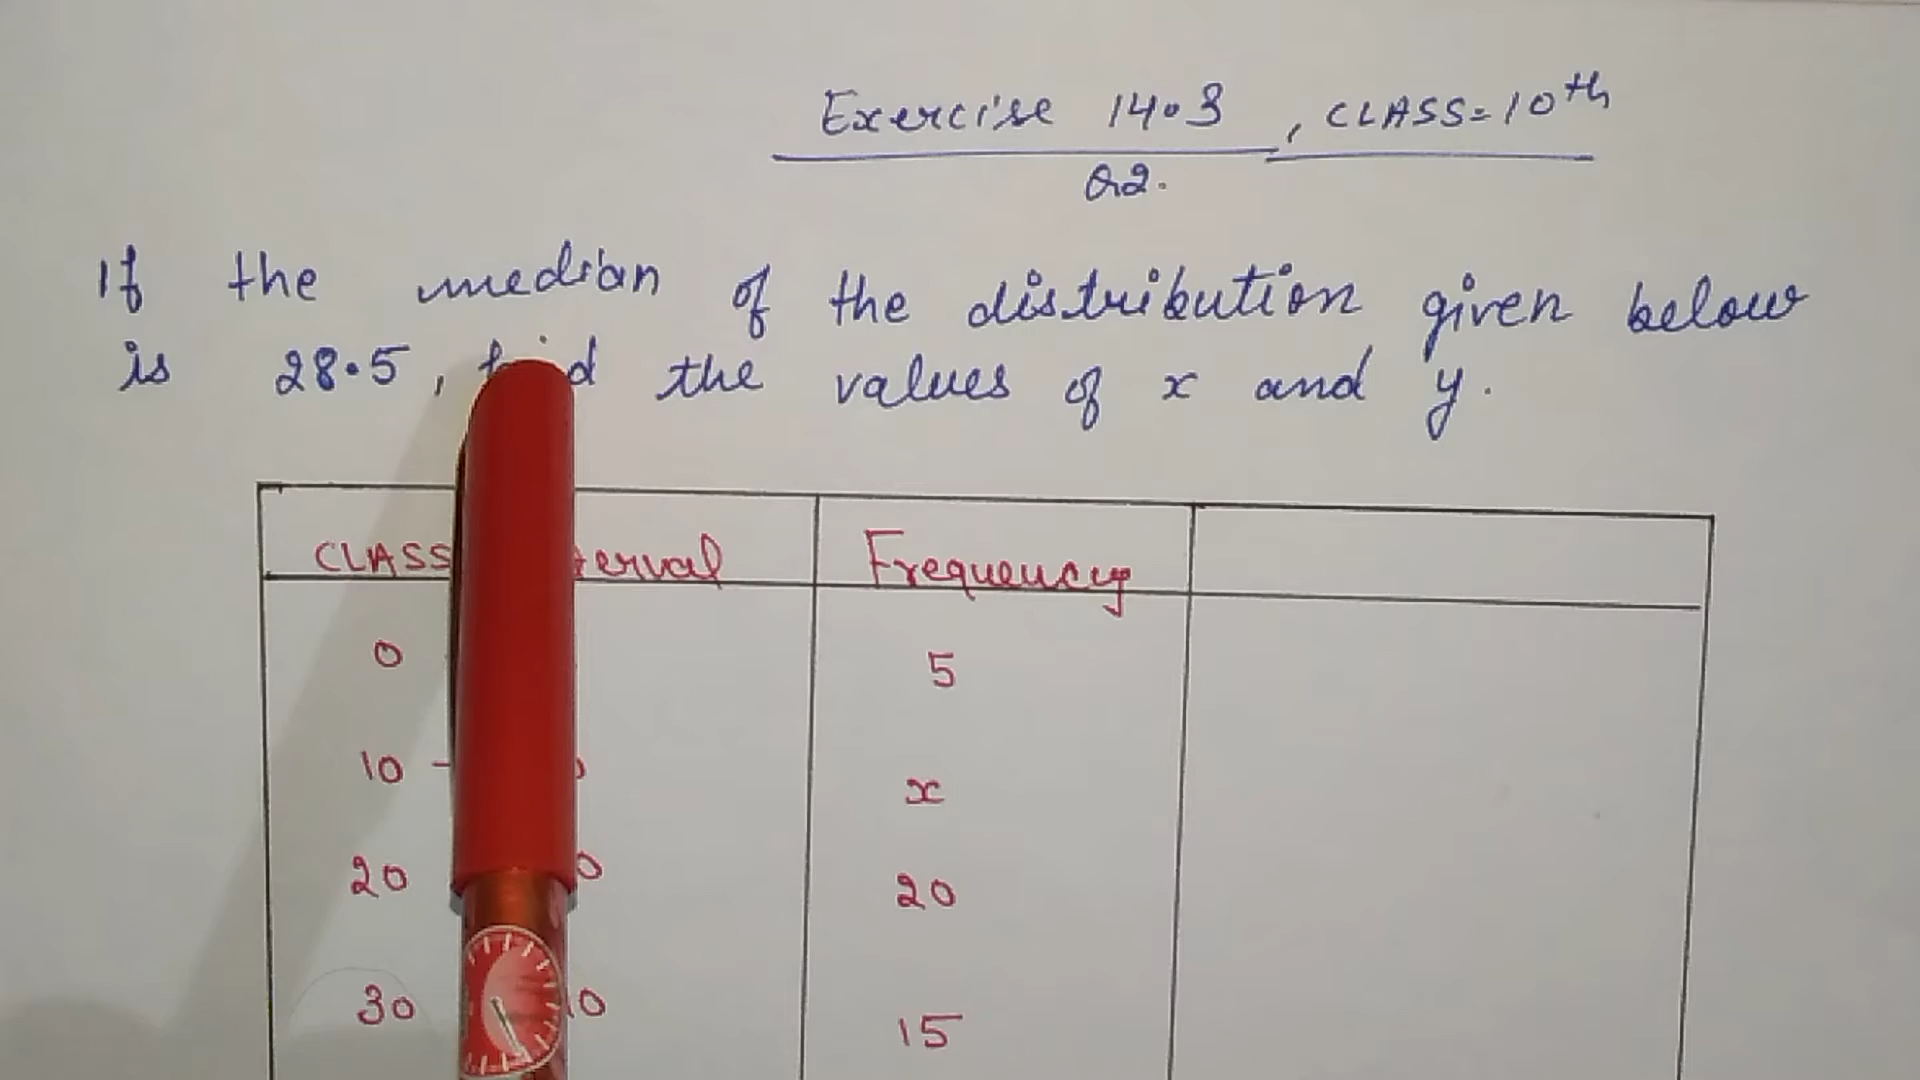 Exercise 14.3, CLASS=10th
Q2.
If the median of the distribution given below
is 28.5, the values of x and y.
CLASS Frequency
0 5
10 - x
20 20
30 15